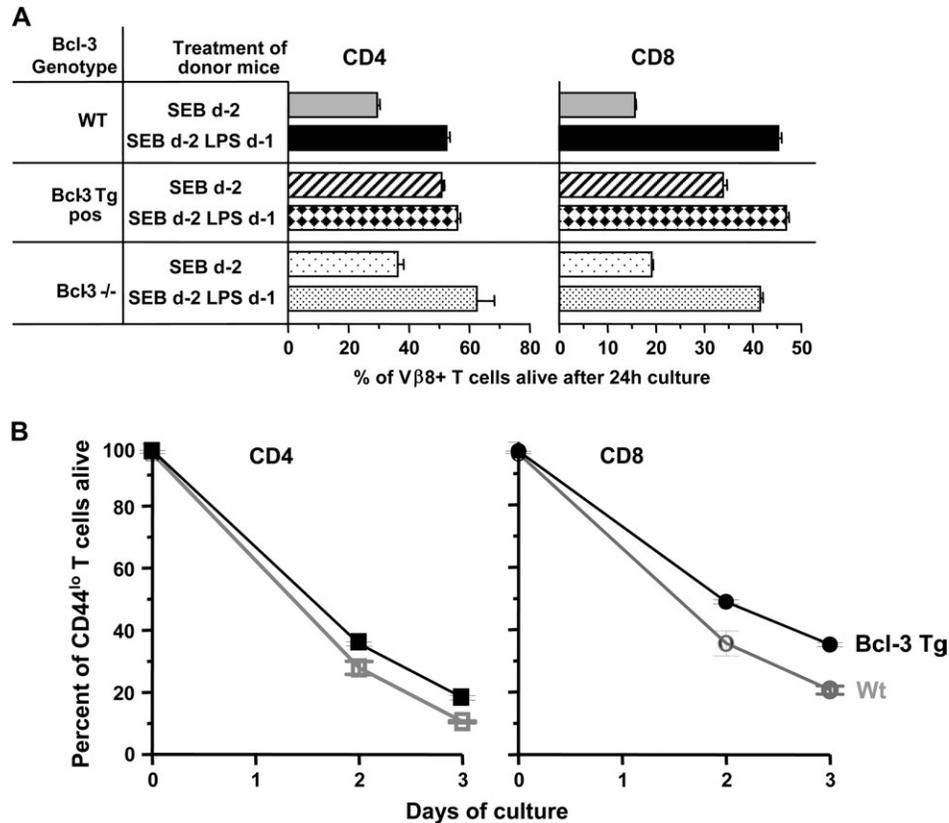 A
Bcl-3
Genotype
Treatment of
donor mice
CD4
CD8
WT
SEB d-2
SEB d-2 LPS d-1
Bcl-3 Tg
pos
SEB d-2
SEB d-2 LPS d-1
Bcl-3 -/-
SEB d-2
SEB d-2 LPS d-1
0 20 40 60 80
0 10 20 30 40 50
% of Vβ8+ T cells alive after 24h culture
B
Percent of CD44lo T cells alive
100
80
60
40
20
0
CD4
CD8
Bcl-3 Tg
Wt
0 1 2 3
0 1 2 3
Days of culture